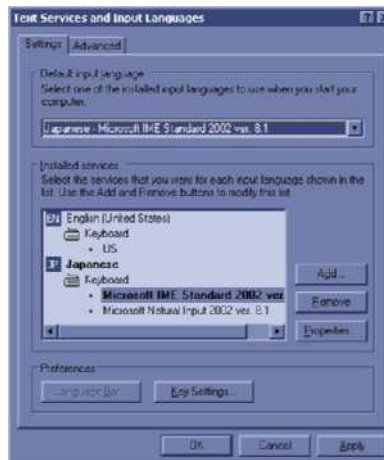 Text Services and Input Languages
Settings
Advanced
Default input language
Select one of the installed input languages to use when you start your
computer.
Japanese - Microsoft IME Standard 2002 ver. 8.1
Installed services
Select the services that you want for each input language shown in the
list. Use the Add and Remove buttons to modify this list.
EN English (United States)
Keyboard
• US
JP Japanese
Keyboard
• Microsoft IME Standard 2002 ver
• Microsoft Natural Input 2002 ver. 8.1
Add...
Remove
Properties...
Preferences
Language Bar...
Key Settings...
OK
Cancel
Apply